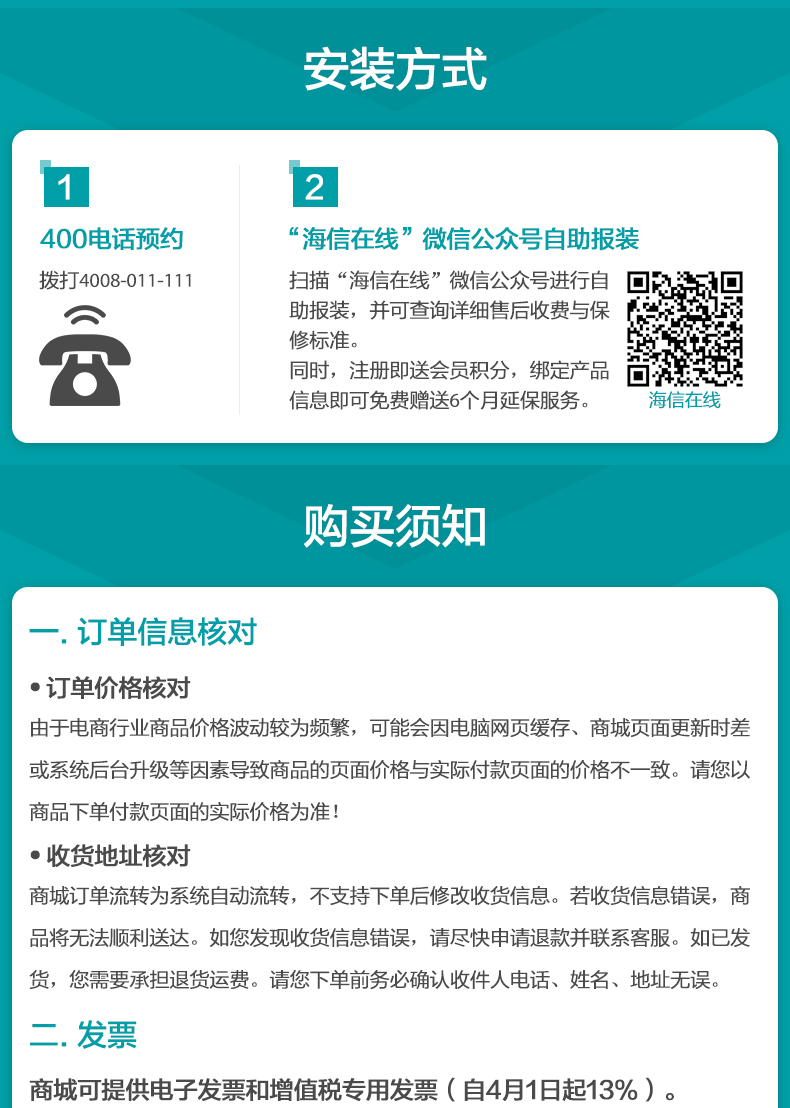 安装方式
1
400电话预约
拨打4008-011-111
2
“海信在线”微信公众号自助报装
扫描“海信在线”微信公众号进行自
助报装，并可查询详细售后收费与保
修标准。
同时，注册即送会员积分，绑定产品
信息即可免费赠送6个月延保服务。
海信在线
购买须知
一. 订单信息核对
• 订单价格核对
由于电商行业商品价格波动较为频繁，可能会因电脑网页缓存、商城页面更新时差
或系统后台升级等因素导致商品的页面价格与实际付款页面的价格不一致。请您以
商品下单付款页面的实际价格为准！
• 收货地址核对
商城订单流转为系统自动流转，不支持下单后修改收货信息。若收货信息错误，商
品将无法顺利送达。如您发现收货信息错误，请尽快申请退款并联系客服。如已发
货，您需要承担退货运费。请您下单前务必确认收件人电话、姓名、地址无误。
二. 发票
商城可提供电子发票和增值税专用发票（自4月1日起13%）。